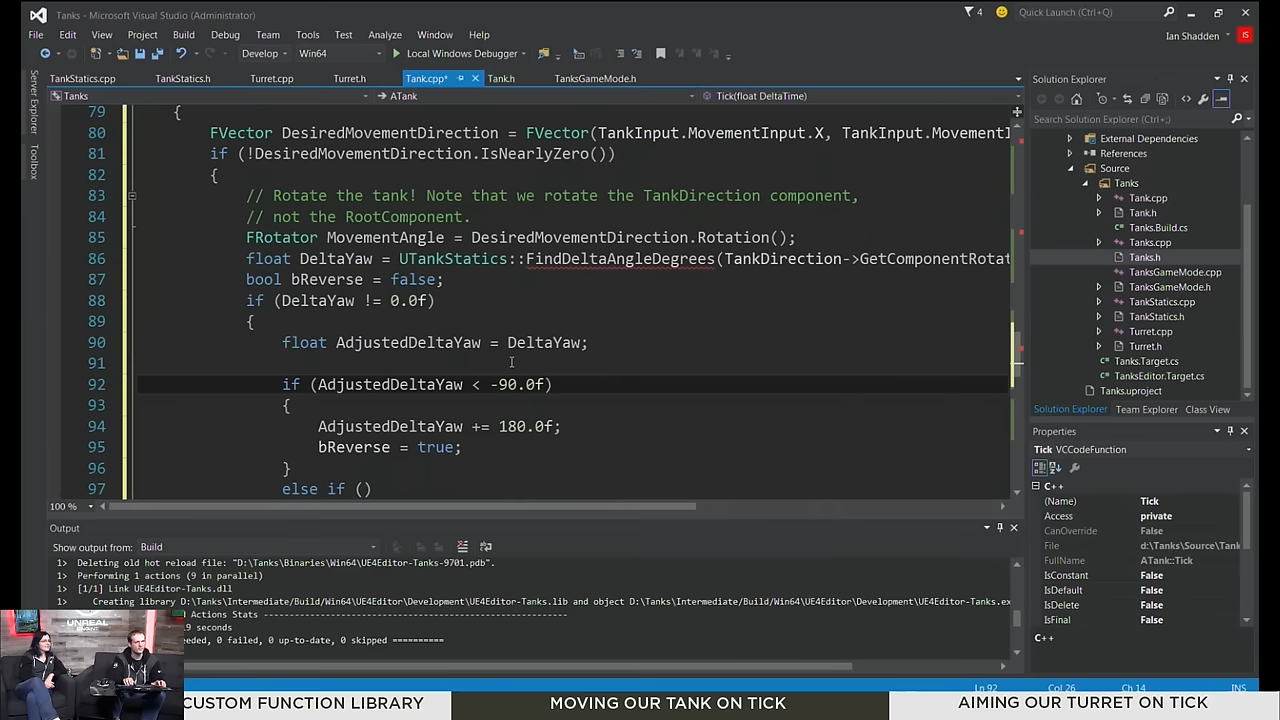 Tanks - Microsoft Visual Studio (Administrator)
4
Quick Launch (Ctrl+Q)
File Edit View Project Build Debug Team Tools Test Analyze Window Help
Ian Shadden IS
Develop Win64 Local Windows Debugger
Server Explorer
Toolbox
TankStatics.cpp TankStatics.h Turret.cpp Turret.h Tank.cpp* Tank.h TanksGameMode.h
Tanks ATank Tick(float DeltaTime)
79 {
80 FVector DesiredMovementDirection = FVector(TankInput.MovementInput.X, TankInput.MovementI
81 if (!DesiredMovementDirection.IsNearlyZero())
82 {
83 // Rotate the tank! Note that we rotate the TankDirection component,
84 // not the RootComponent.
85 FRotator MovementAngle = DesiredMovementDirection.Rotation();
86 float DeltaYaw = UTankStatics::FindDeltaAngleDegrees(TankDirection->GetComponentRotat
87 bool bReverse = false;
88 if (DeltaYaw != 0.0f)
89 {
90 float AdjustedDeltaYaw = DeltaYaw;
91
92 if (AdjustedDeltaYaw < -90.0f)
93 {
94 AdjustedDeltaYaw += 180.0f;
95 bReverse = true;
96 }
97 else if ()
100 %
Solution Explorer
Search Solution Explorer (Ctrl+;)
External Dependencies
References
Source
Tanks
Tank.cpp
Tank.h
Tanks.Build.cs
Tanks.cpp
Tanks.h
TanksGameMode.cpp
TanksGameMode.h
TankStatics.cpp
TankStatics.h
Turret.cpp
Turret.h
Tanks.Target.cs
TanksEditor.Target.cs
Tanks.uproject
Solution Explorer Team Explorer Class View
Properties
Tick VCCodeFunction
C++
(Name) Tick
Access private
CanOverride False
File d:\Tanks\Source\Tank
FullName ATank::Tick
IsConstant False
IsDefault False
IsDelete False
IsFinal False
C++
Output
Show output from: Build
1> Deleting old hot reload file: "D:\Tanks\Binaries\Win64\UE4Editor-Tanks-9701.pdb".
1> Performing 1 actions (9 in parallel)
1> [1/1] Link UE4Editor-Tanks.dll
1> Creating library D:\Tanks\Intermediate\Build\Win64\UE4Editor\Development\UE4Editor-Tanks.lib and object D:\Tanks\Intermediate\Build\Win64\UE4Editor\Development\UE4Editor-Tanks.ex
Actions Stats
9 seconds
eeded, 0 failed, 0 up-to-date, 0 skipped ==========
UNREAL
Ln 92 Col 26 Ch 14 INS
CUSTOM FUNCTION LIBRARY MOVING OUR TANK ON TICK AIMING OUR TURRET ON TICK